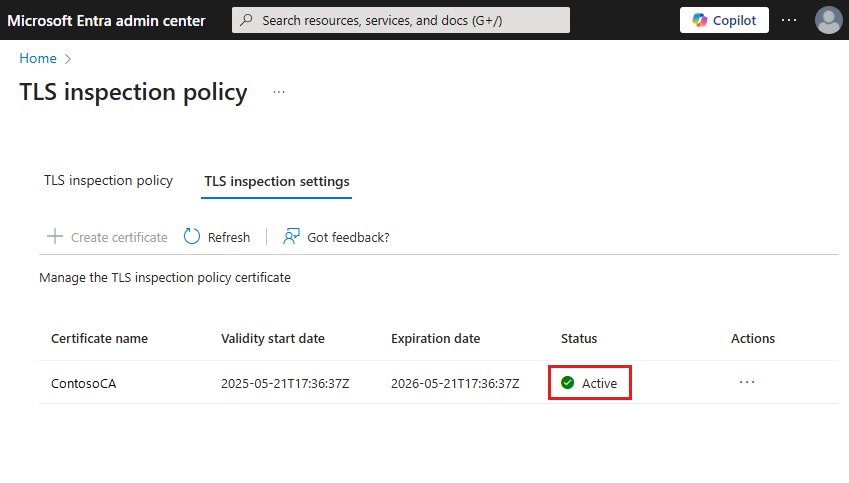 Microsoft Entra admin center
Search resources, services, and docs (G+/)
Copilot
...
Home >
TLS inspection policy ...
TLS inspection policy
TLS inspection settings
+ Create certificate
Refresh
Got feedback?
Manage the TLS inspection policy certificate
Certificate name Validity start date Expiration date Status Actions
ContosoCA 2025-05-21T17:36:37Z 2026-05-21T17:36:37Z Active ...